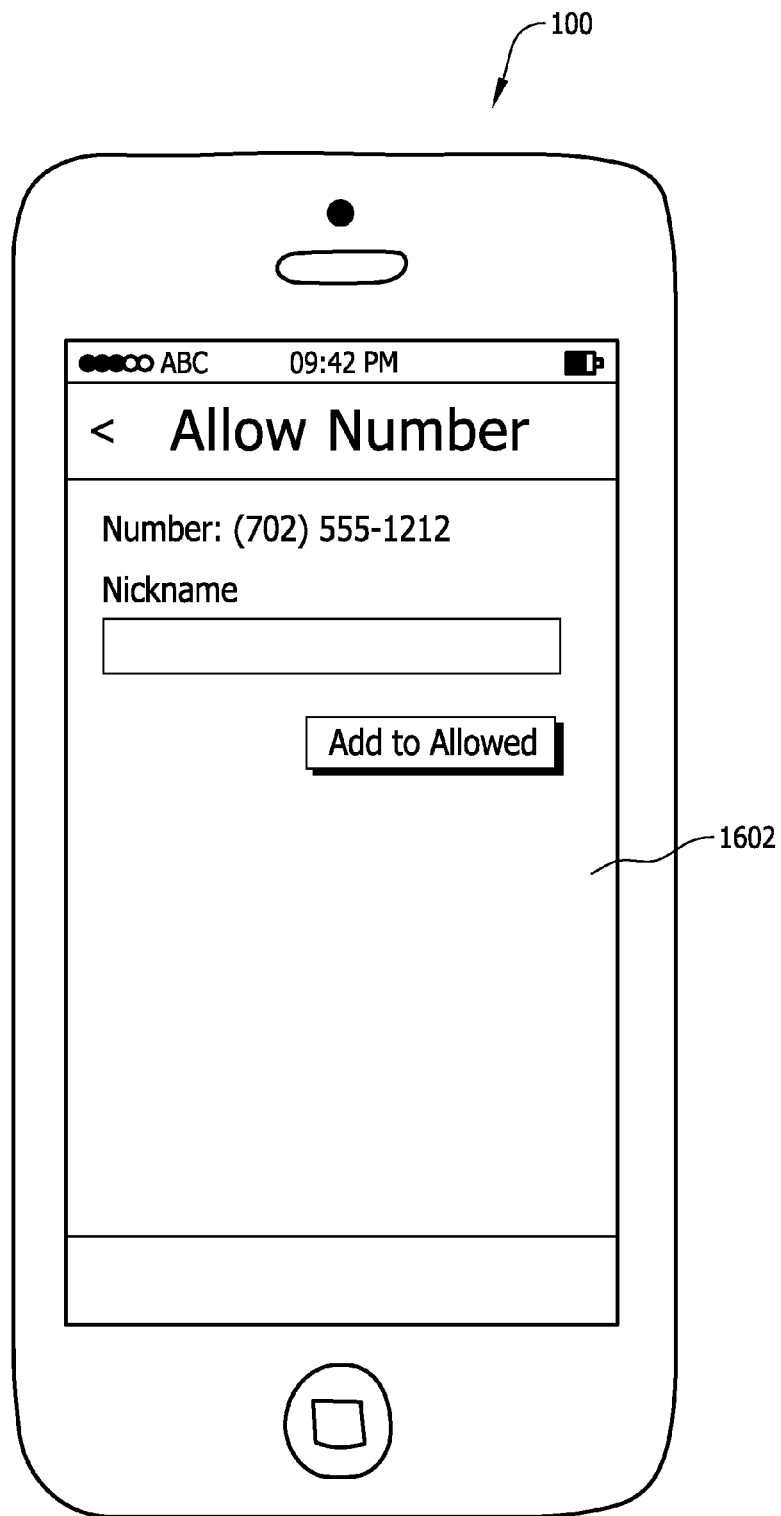 100
ABC 09:42 PM
< Allow Number
Number: (702) 555-1212
Nickname
Add to Allowed
1602